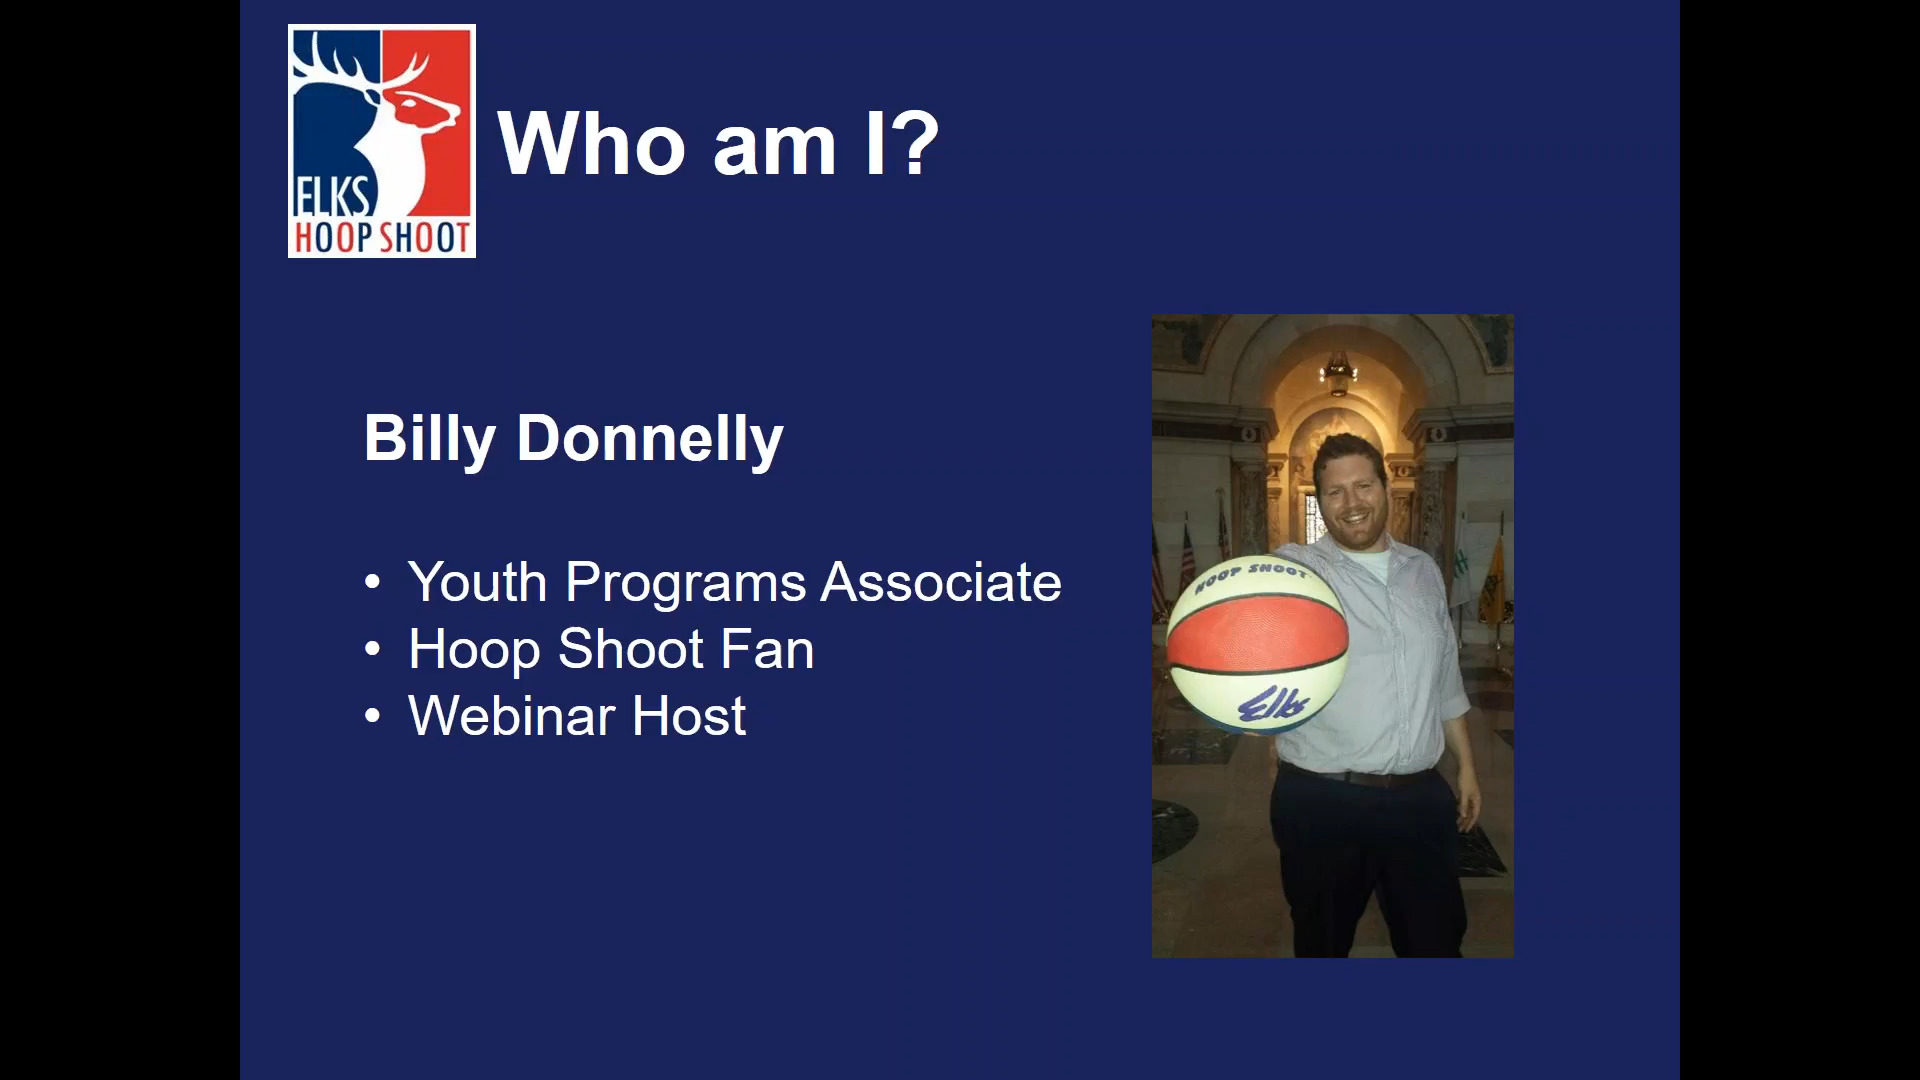 ELKS
HOOP SHOOT
Who am I?
Billy Donnelly
• Youth Programs Associate
• Hoop Shoot Fan
• Webinar Host
HOOP SHOOT
Elks